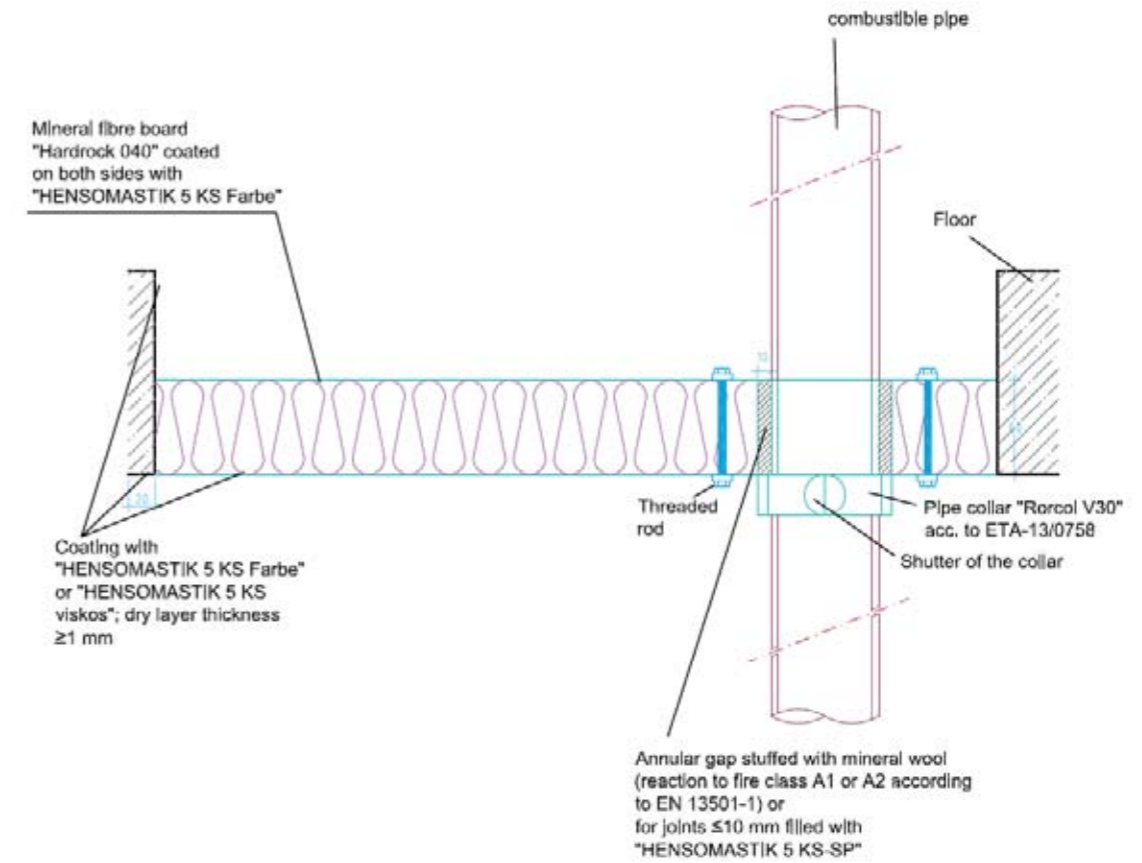 combustible pipe
Mineral fibre board
"Hardrock 040" coated
on both sides with
"HENSOMASTIK 5 KS Farbe"
Floor
20
Threaded
rod
Pipe collar "Rorcol V30"
acc. to ETA-13/0758
Shutter of the collar
Coating with
"HENSOMASTIK 5 KS Farbe"
or "HENSOMASTIK 5 KS
viskos"; dry layer thickness
≥1 mm
Annular gap stuffed with mineral wool
(reaction to fire class A1 or A2 according
to EN 13501-1) or
for joints ≤10 mm filled with
"HENSOMASTIK 5 KS-SP"